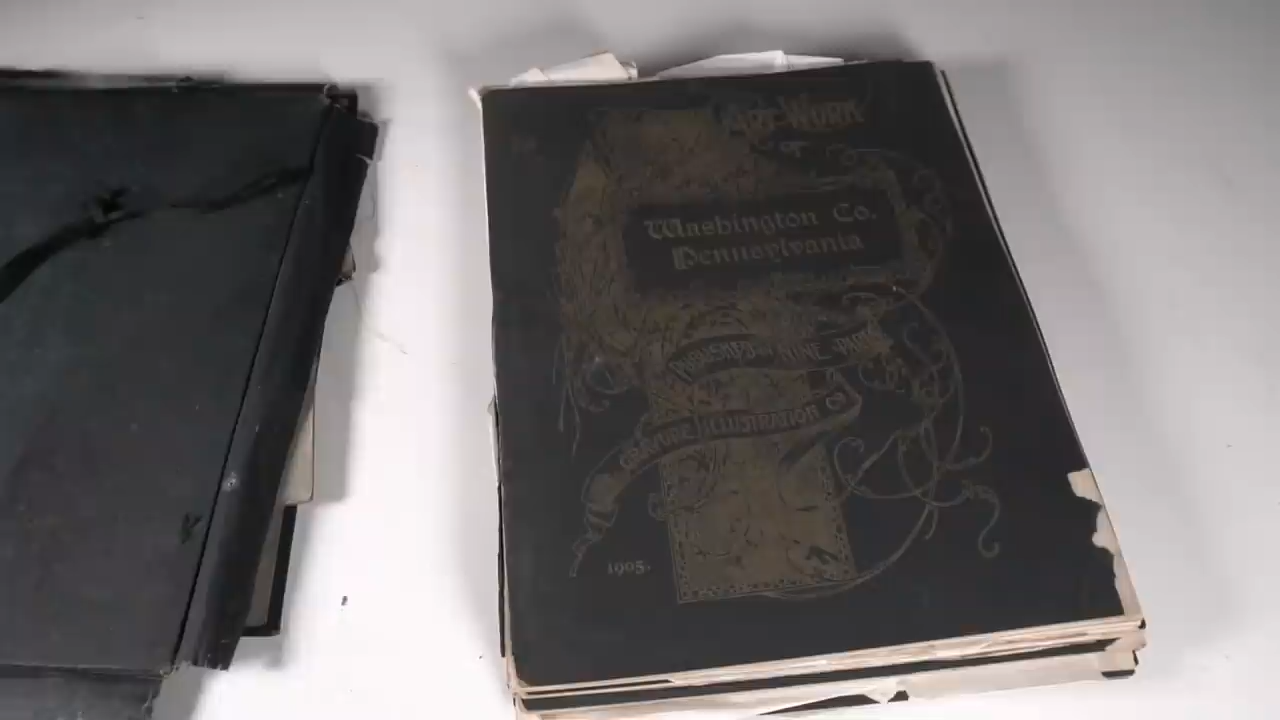 Art Work
OF
Washington Co.
Pennsylvania
PUBLISHED IN NINE PARTS
GRAVURE ILLUSTRATION CO.
1905.